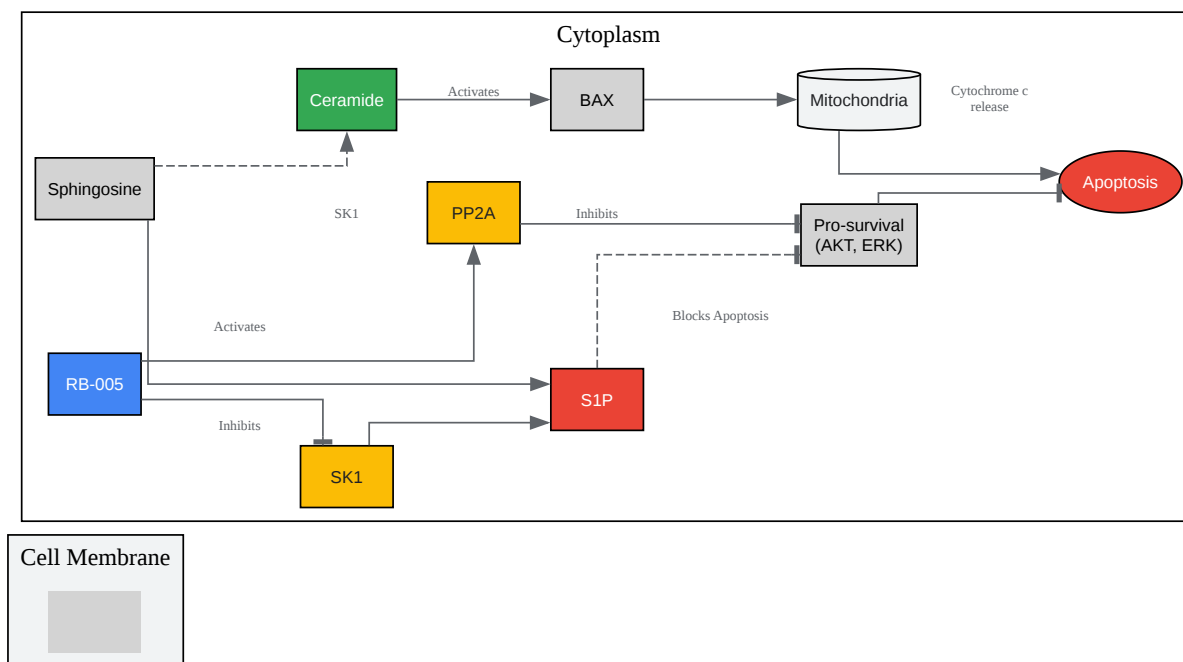 Cytoplasm
Ceramide
Activates
BAX
Mitochondria
Cytochrome c
release
Sphingosine
Apoptosis
SK1
PP2A
Inhibits
Pro-survival
(AKT, ERK)
Activates
Blocks Apoptosis
RB-005
S1P
Inhibits
SK1
Cell Membrane